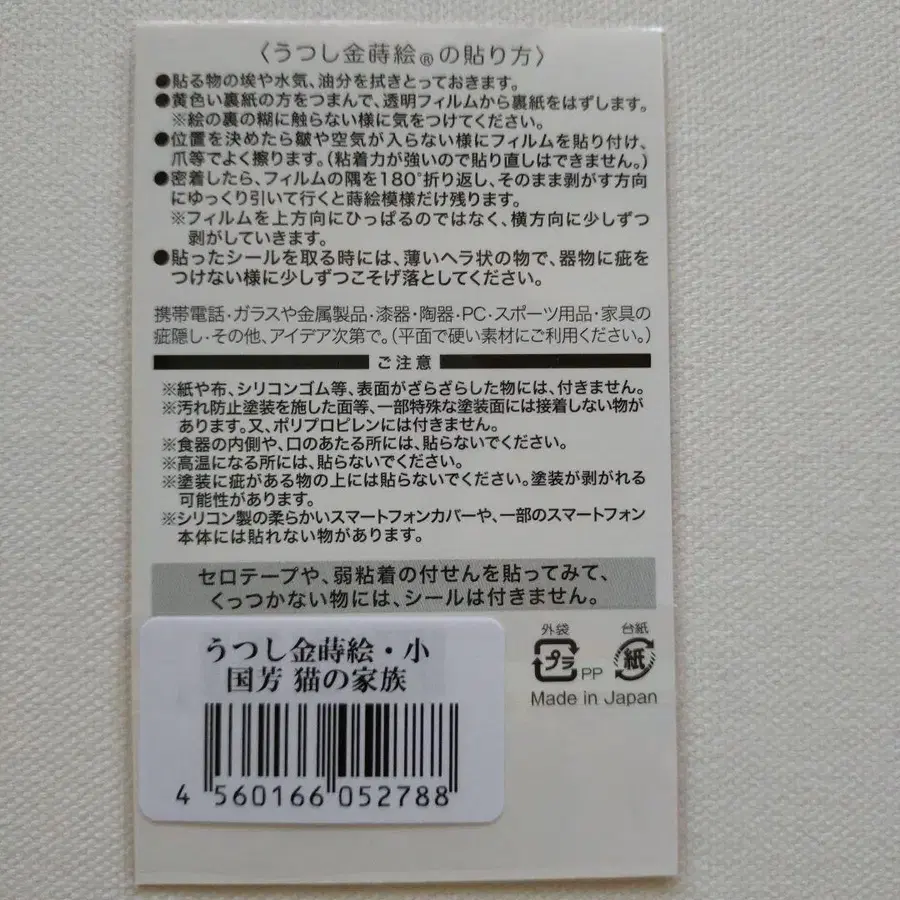 〈うつし金蒔絵®の貼り方〉
●貼る物の埃や水気、油分を拭きとっておきます。
●黄色い裏紙の方をつまんで、透明フィルムから裏紙をはずします。
※絵の裏の糊に触らない様に気をつけてください。
●位置を決めたら皺や空気が入らない様にフィルムを貼り付け、
爪等でよく擦ります。(粘着力が強いので貼り直しはできません。)
●密着したら、フィルムの隅を180°折り返し、そのまま剥がす方向
にゆっくり引いて行くと蒔絵模様だけ残ります。
※フィルムを上方向にひっぱるのではなく、横方向に少しずつ
剥がしていきます。
●貼ったシールを取る時には、薄いヘラ状の物で、器物に疵を
つけない様に少しずつこそげ落としてください。
携帯電話・ガラスや金属製品・漆器・陶器・PC・スポーツ用品・家具の
疵隠し・その他、アイデア次第で。(平面で硬い素材にご利用ください。)
ご注意
※紙や布、シリコンゴム等、表面がざらざらした物には、付きません。
※汚れ防止塗装を施した面等、一部特殊な塗装面には接着しない物が
あります。又、ポリプロピレンには付きません。
※食器の内側や、口のあたる所には、貼らないでください。
※高温になる所には、貼らないでください。
※塗装に疵がある物の上には貼らないでください。塗装が剥がれる
可能性があります。
※シリコン製の柔らかいスマートフォンカバーや、一部のスマートフォン
本体には貼れない物があります。
セロテープや、弱粘着の付せんを貼ってみて、
くっつかない物には、シールは付きません。
外袋 台紙
プラ PP 紙
Made in Japan
うつし金蒔絵・小
国芳 猫の家族
4 560166 052788